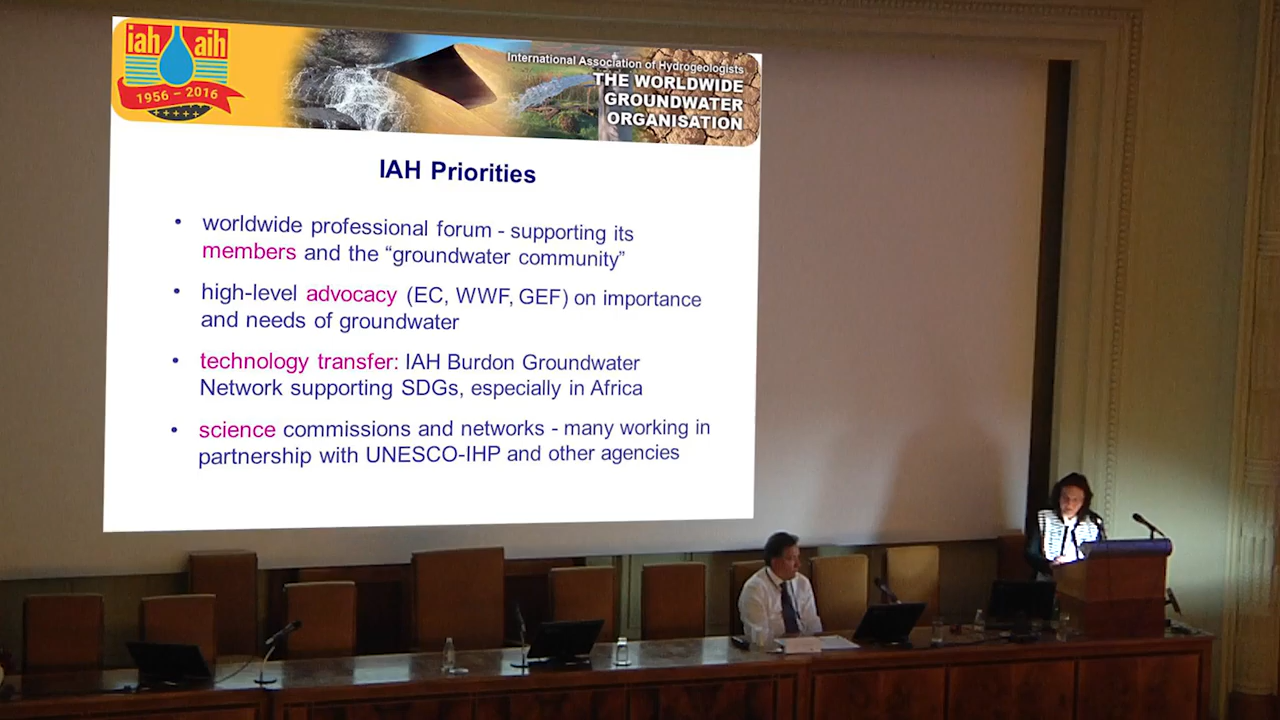 iah aih
1956 – 2016
International Association of Hydrogeologists
THE WORLDWIDE
GROUNDWATER
ORGANISATION
IAH Priorities
• worldwide professional forum - supporting its
members and the “groundwater community”
• high-level advocacy (EC, WWF, GEF) on importance
and needs of groundwater
• technology transfer: IAH Burdon Groundwater
Network supporting SDGs, especially in Africa
• science commissions and networks - many working in
partnership with UNESCO-IHP and other agencies